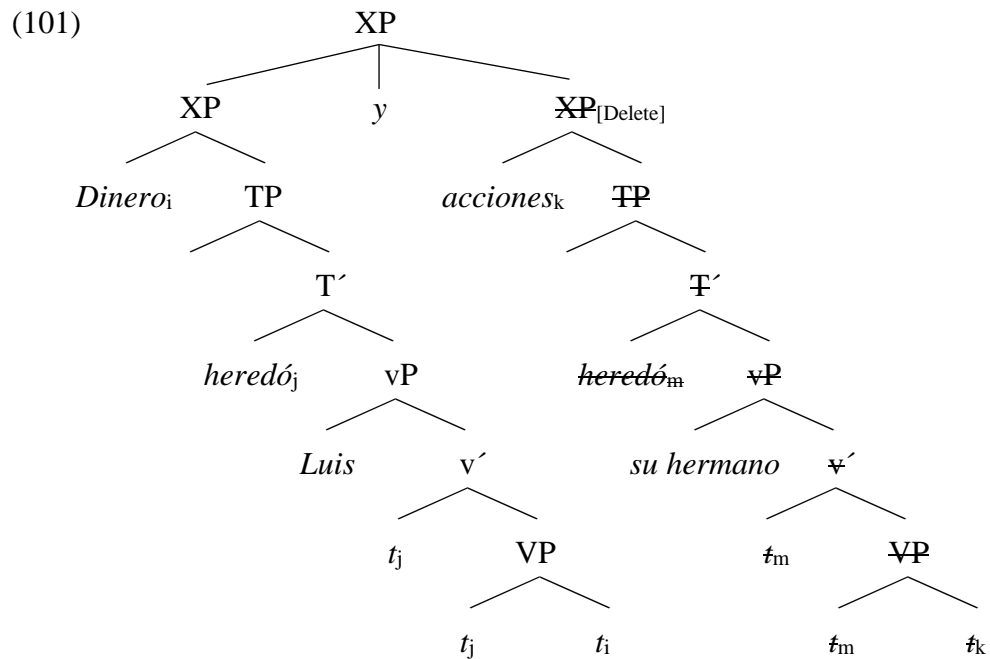 (101) XP
XP y XP[Delete]
Dineroi TP accionesk TP
T´ T´
heredój vP heredóm vP
Luis v´ su hermano v´
tj VP tm VP
tj ti tm tk